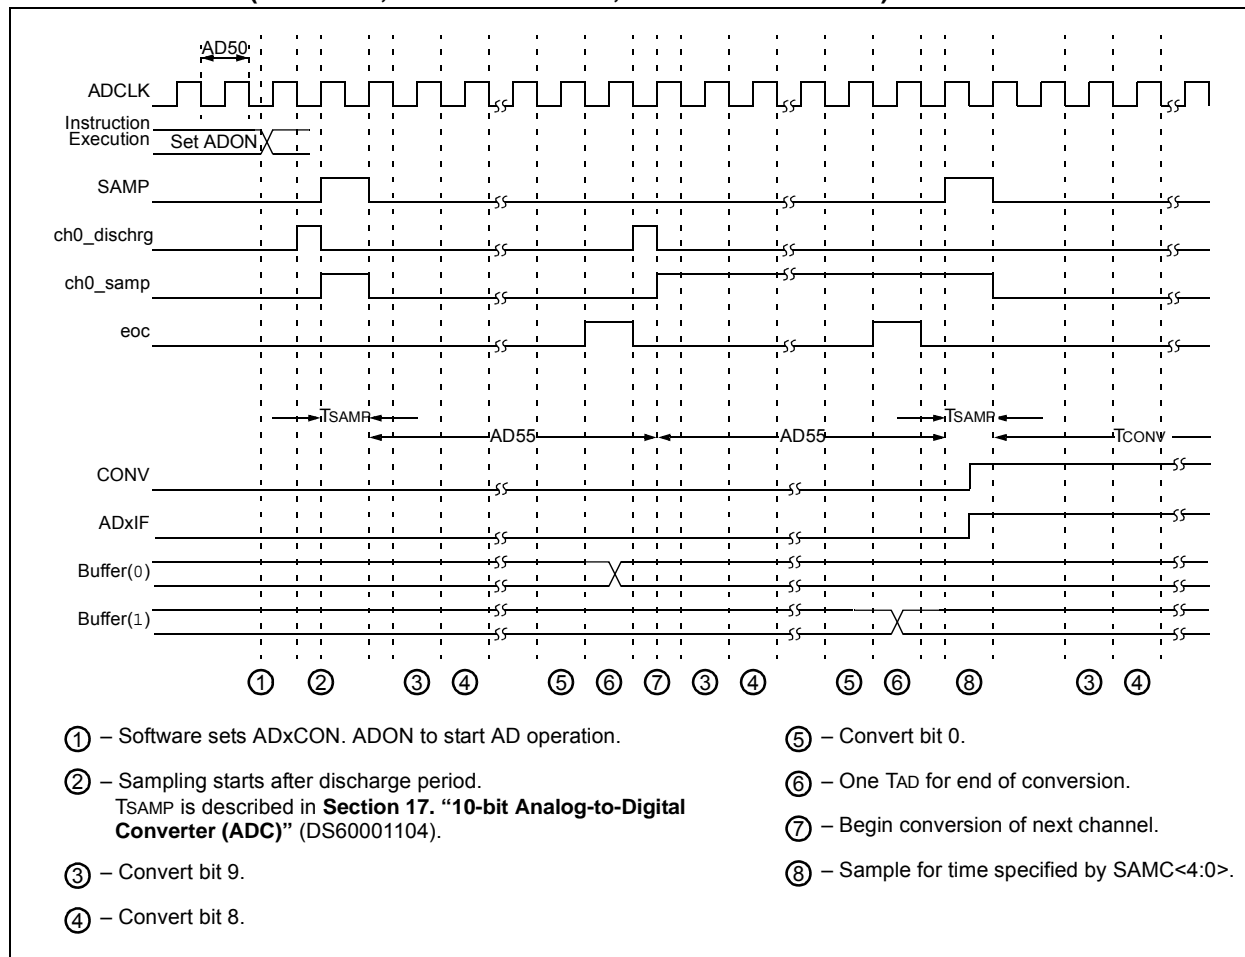 AD50
ADCLK
Instruction
Execution
Set ADON
SAMP
ch0_dischrg
ch0_samp
eoc
TSAMP
TSAMP
AD55
AD55
TCONV
CONV
ADxIF
Buffer(0)
Buffer(1)
1 2 3 4 5 6 7 3 4 5 6 8 3 4
1 – Software sets ADxCON. ADON to start AD operation.
2 – Sampling starts after discharge period.
TSAMP is described in Section 17. “10-bit Analog-to-Digital
Converter (ADC)” (DS60001104).
3 – Convert bit 9.
4 – Convert bit 8.
5 – Convert bit 0.
6 – One TAD for end of conversion.
7 – Begin conversion of next channel.
8 – Sample for time specified by SAMC<4:0>.